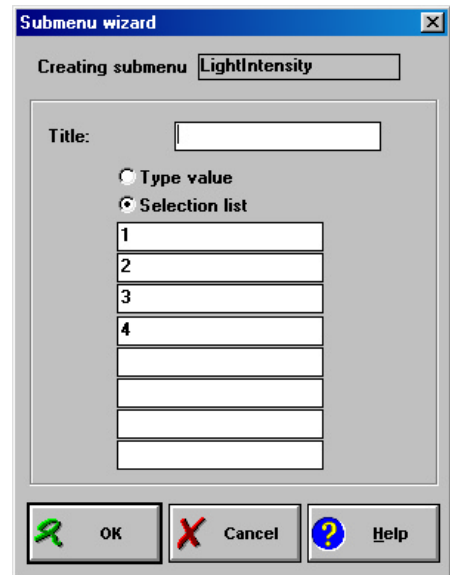 Submenu wizard
Creating submenu LightIntensity
Title:
Type value
Selection list
1
2
3
4
OK Cancel ? Help